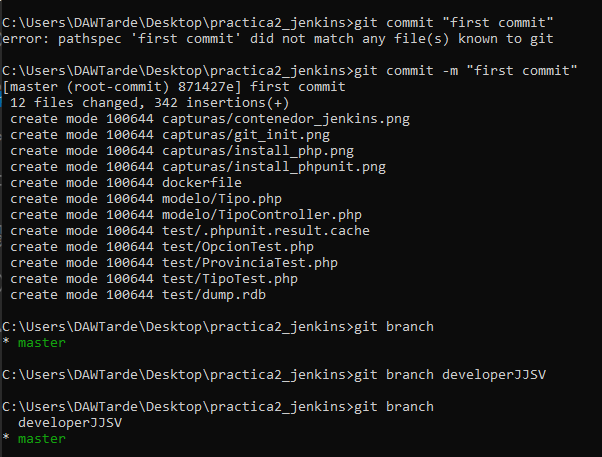 C:\Users\DAWTarde\Desktop\practica2_jenkins>git commit "first commit"
error: pathspec 'first commit' did not match any file(s) known to git
C:\Users\DAWTarde\Desktop\practica2_jenkins>git commit -m "first commit"
[master (root-commit) 871427e] first commit
 12 files changed, 342 insertions(+)
 create mode 100644 capturas/contenedor_jenkins.png
 create mode 100644 capturas/git_init.png
 create mode 100644 capturas/install_php.png
 create mode 100644 capturas/install_phpunit.png
 create mode 100644 dockerfile
 create mode 100644 modelo/Tipo.php
 create mode 100644 modelo/TipoController.php
 create mode 100644 test/.phpunit.result.cache
 create mode 100644 test/OpcionTest.php
 create mode 100644 test/ProvinciaTest.php
 create mode 100644 test/TipoTest.php
 create mode 100644 test/dump.rdb
C:\Users\DAWTarde\Desktop\practica2_jenkins>git branch
* master
C:\Users\DAWTarde\Desktop\practica2_jenkins>git branch developerJJSV
C:\Users\DAWTarde\Desktop\practica2_jenkins>git branch
  developerJJSV
* master